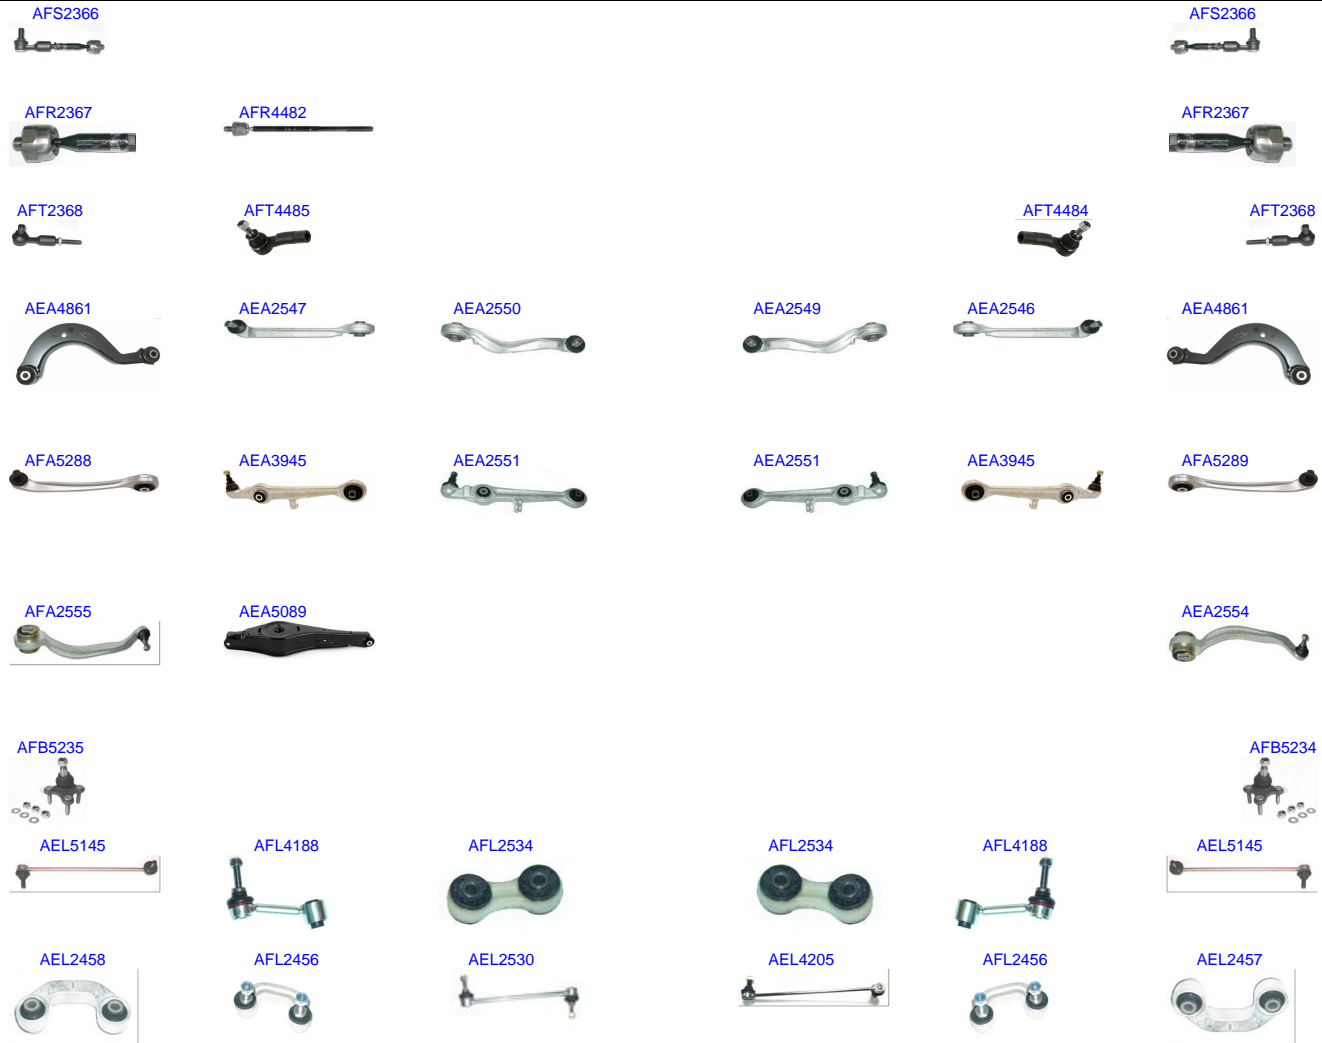 AFS2366 AFS2366
AFR2367 AFR4482 AFR2367
AFT2368 AFT4485 AFT4484 AFT2368
AEA4861 AEA2547 AEA2550 AEA2549 AEA2546 AEA4861
AFA5288 AEA3945 AEA2551 AEA2551 AEA3945 AFA5289
AFA2555 AEA5089 AEA2554
AFB5235 AFB5234
AEL5145 AFL4188 AFL2534 AFL2534 AFL4188 AEL5145
AEL2458 AFL2456 AEL2530 AEL4205 AFL2456 AEL2457